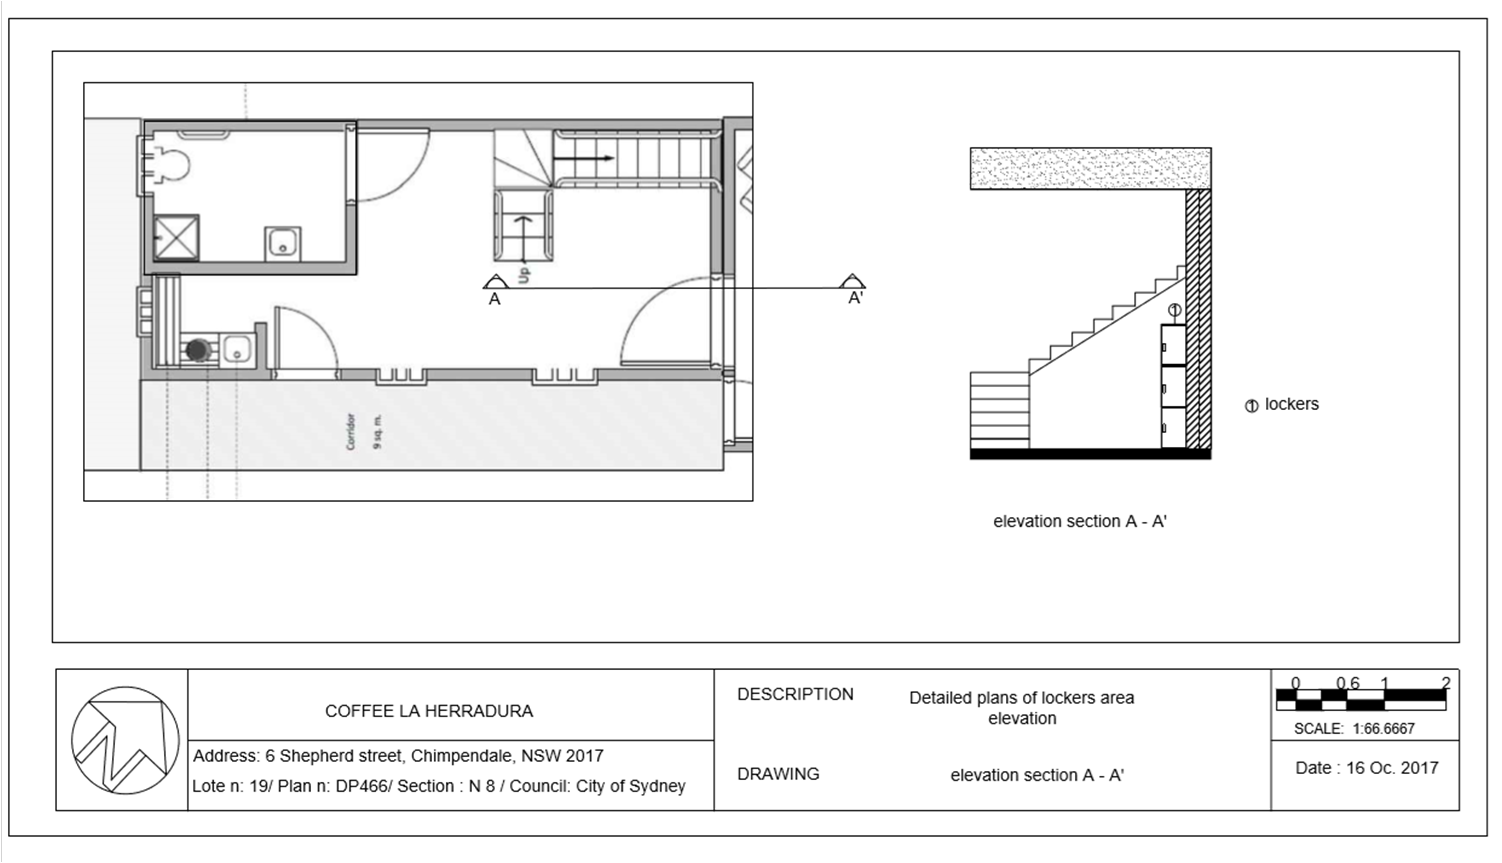 Up
A
A'
Corridor
9 sq. m.
1
1 lockers
elevation section A - A'
COFFEE LA HERRADURA
Address: 6 Shepherd street, Chimpendale, NSW 2017
Lote n: 19/ Plan n: DP466/ Section : N 8 / Council: City of Sydney
DESCRIPTION
Detailed plans of lockers area
elevation
DRAWING
elevation section A - A'
0 0.6 1 2
SCALE: 1:66.6667
Date : 16 Oc. 2017
N